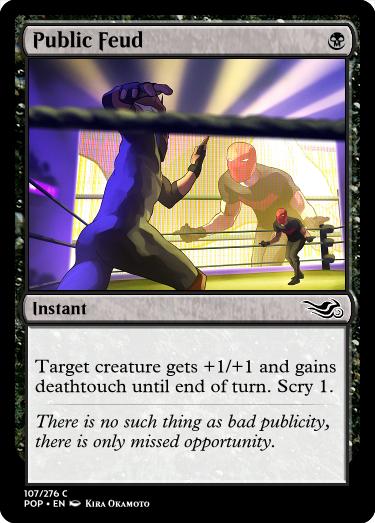 Public Feud
Instant
Target creature gets +1/+1 and gains
deathtouch until end of turn. Scry 1.
There is no such thing as bad publicity,
there is only missed opportunity.
107/276 C
POP • EN Kira Okamoto